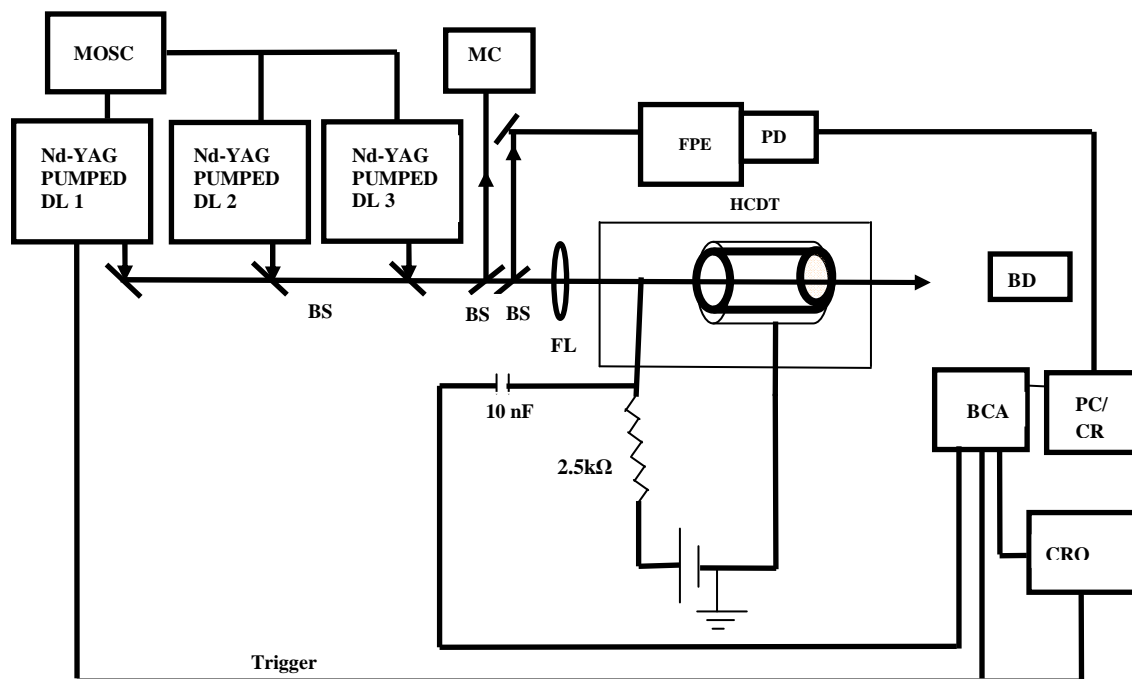 MOSC
MC
Nd-YAG
PUMPED
DL 1
Nd-YAG
PUMPED
DL 2
Nd-YAG
PUMPED
DL 3
FPE
PD
HCDT
BS
BS
BS
FL
BD
10 nF
BCA
PC/
CR
2.5kΩ
CRO
Trigger